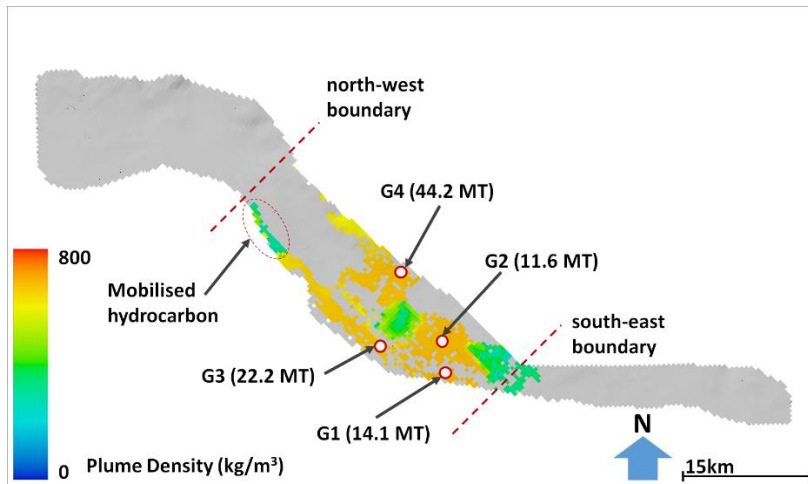 north-west
boundary
G4 (44.2 MT)
G2 (11.6 MT)
800
Mobilised
hydrocarbon
south-east
boundary
G3 (22.2 MT)
G1 (14.1 MT)
N
0
Plume Density (kg/m³)
15km